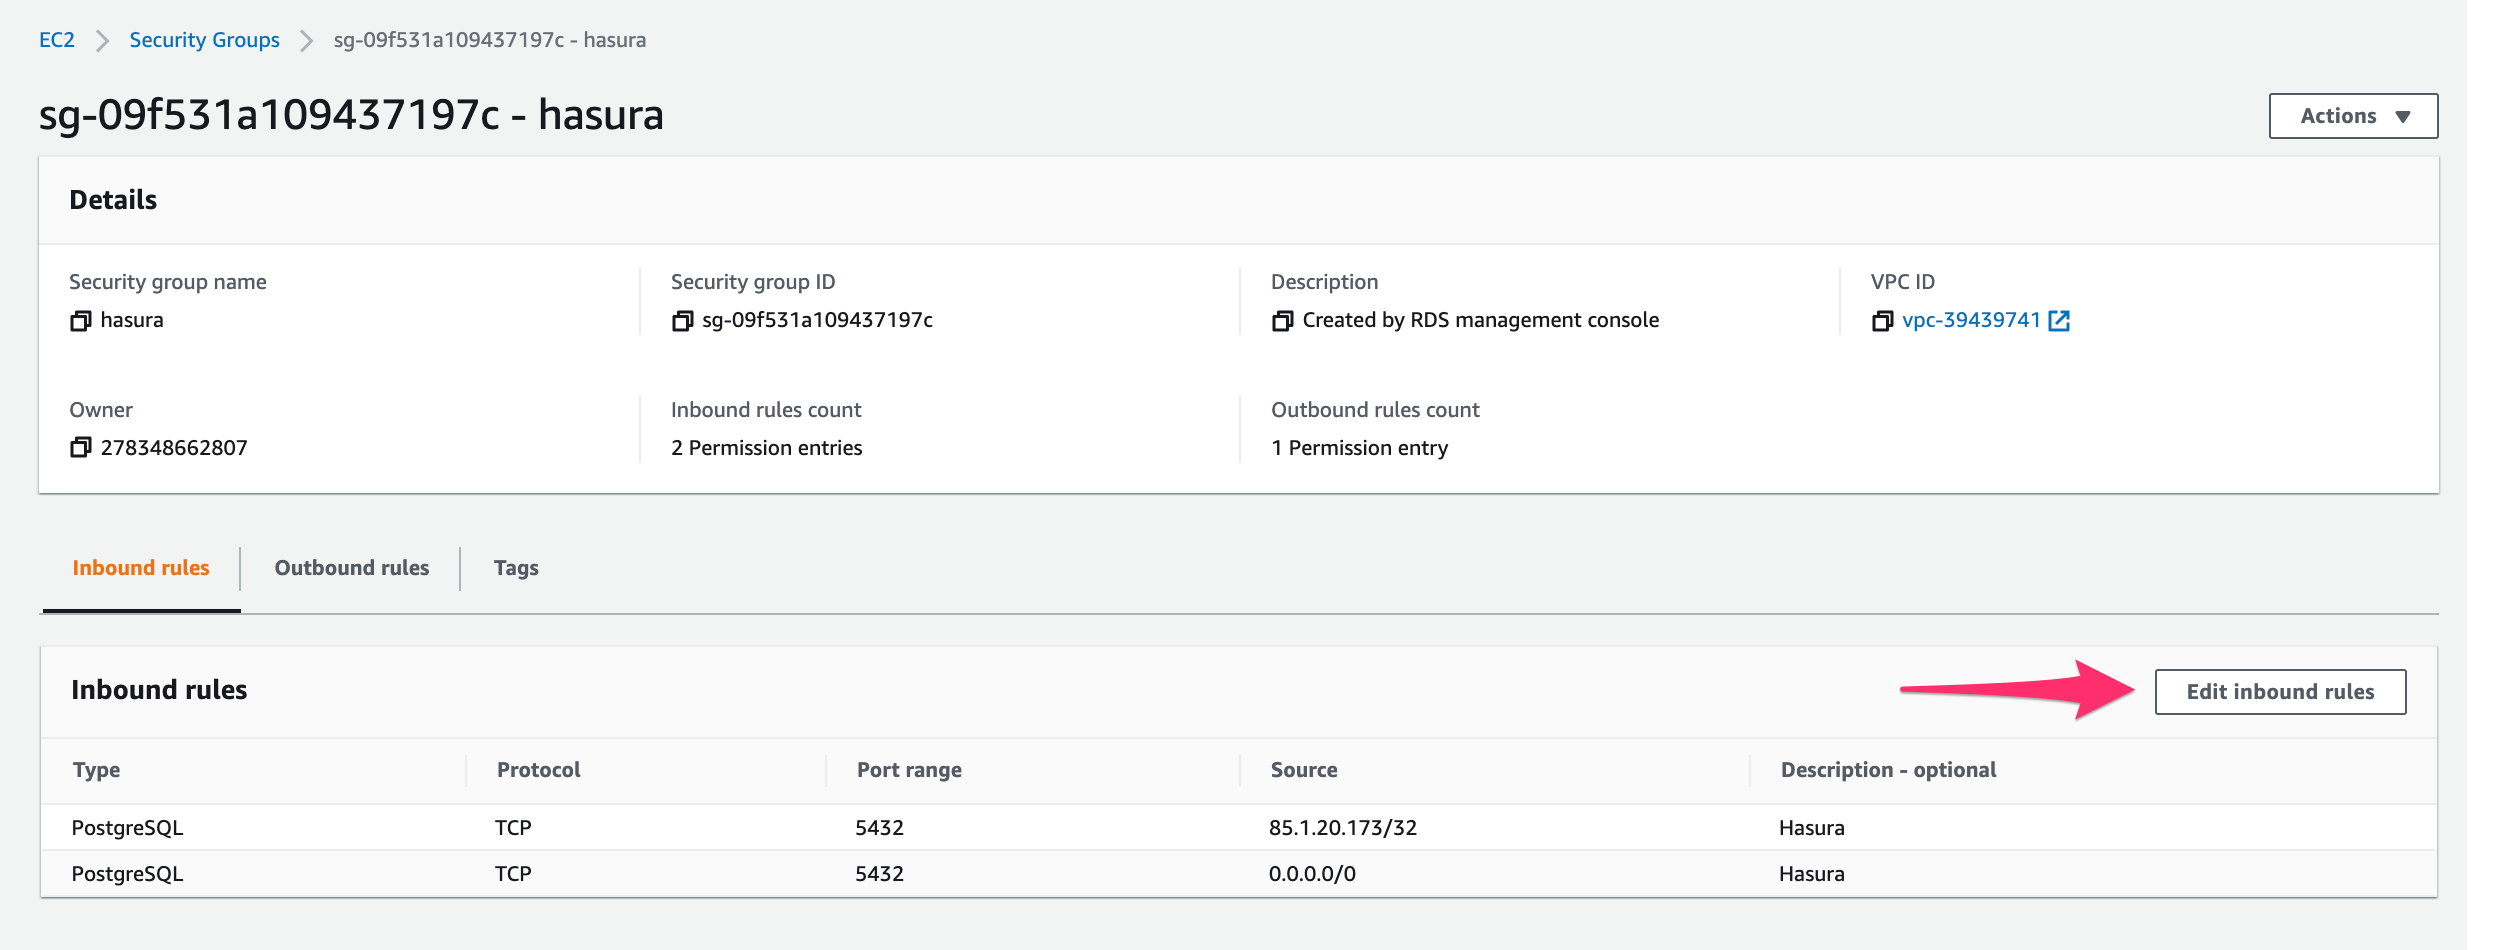 EC2 Security Groups sg-09f531a109437197c - hasura
sg-09f531a109437197c - hasura
Actions
Details
Security group name Security group ID Description VPC ID
hasura sg-09f531a109437197c Created by RDS management console vpc-39439741
Owner Inbound rules count Outbound rules count
278348662807 2 Permission entries 1 Permission entry
Inbound rules Outbound rules Tags
Inbound rules Edit inbound rules
Type Protocol Port range Source Description - optional
PostgreSQL TCP 5432 85.1.20.173/32 Hasura
PostgreSQL TCP 5432 0.0.0.0/0 Hasura